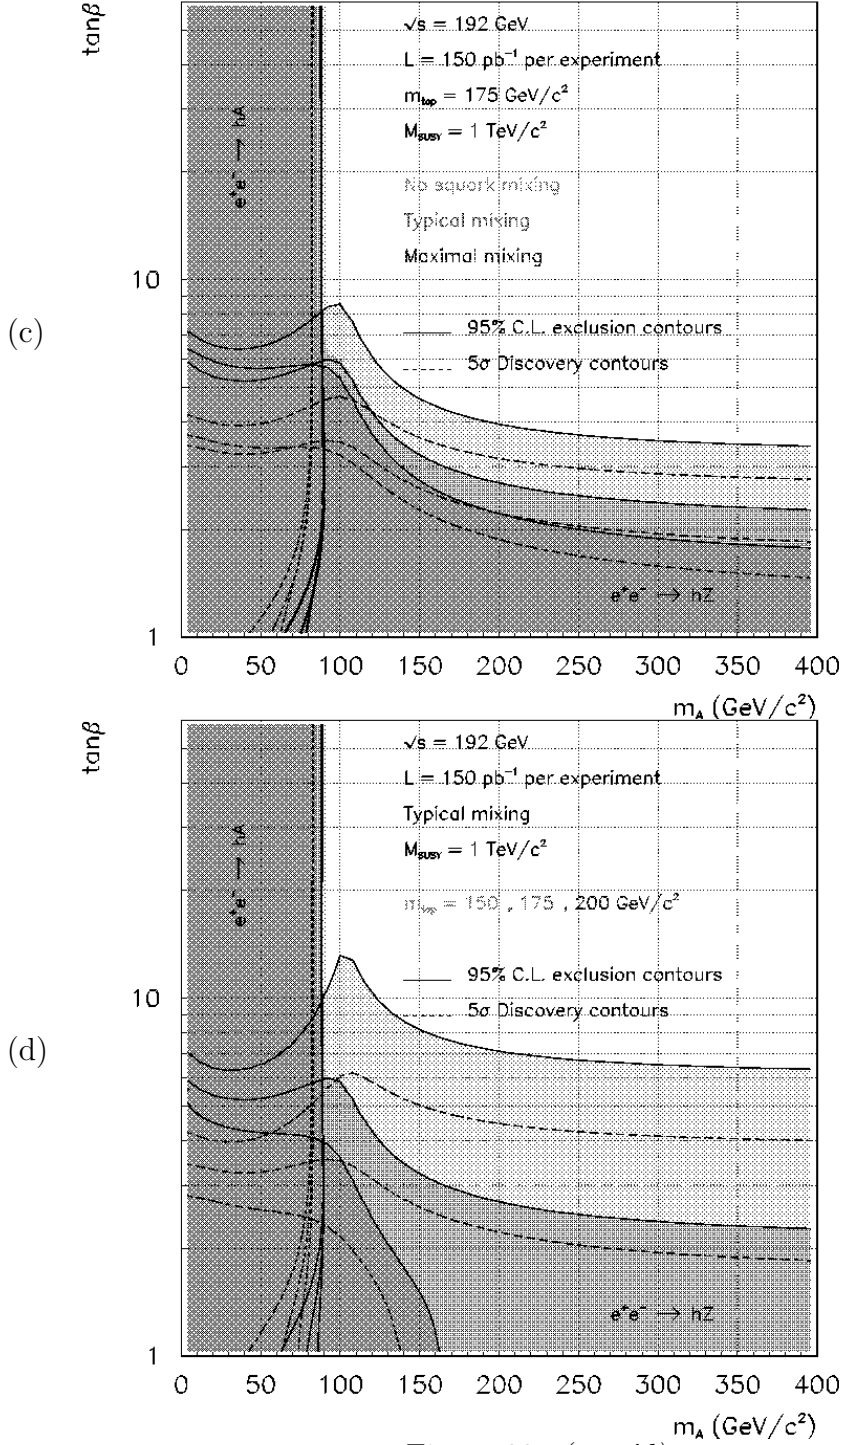 tanβ
√s = 192 GeV
L = 150 pb⁻¹ per experiment
m_top = 175 GeV/c²
M_SUSY = 1 TeV/c²
No squark mixing
Typical mixing
Maximal mixing
95% C.L. exclusion contours
5σ Discovery contours
e⁺e⁻ → hA
e⁺e⁻ → hZ
10
1
(c)
0 50 100 150 200 250 300 350 400
m_A (GeV/c²)
tanβ
√s = 192 GeV
L = 150 pb⁻¹ per experiment
Typical mixing
M_SUSY = 1 TeV/c²
m_top = 150 , 175 , 200 GeV/c²
95% C.L. exclusion contours
5σ Discovery contours
e⁺e⁻ → hA
e⁺e⁻ → hZ
10
1
(d)
0 50 100 150 200 250 300 350 400
m_A (GeV/c²)